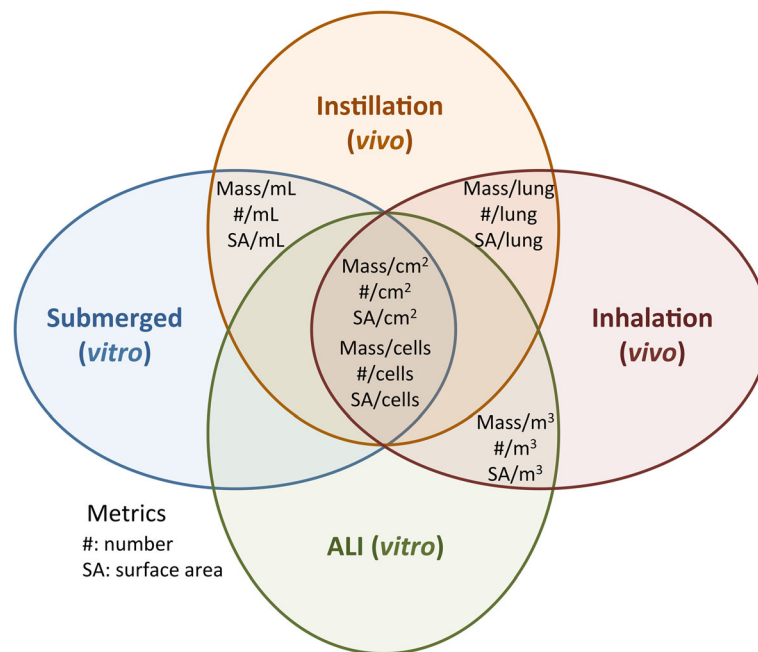 Instillation
(vivo)
Mass/mL
#/mL
SA/mL
Mass/lung
#/lung
SA/lung
Mass/cm²
#/cm²
SA/cm²
Mass/cells
#/cells
SA/cells
Submerged
(vitro)
Inhalation
(vivo)
Mass/m³
#/m³
SA/m³
Metrics
#: number
SA: surface area
ALI (vitro)